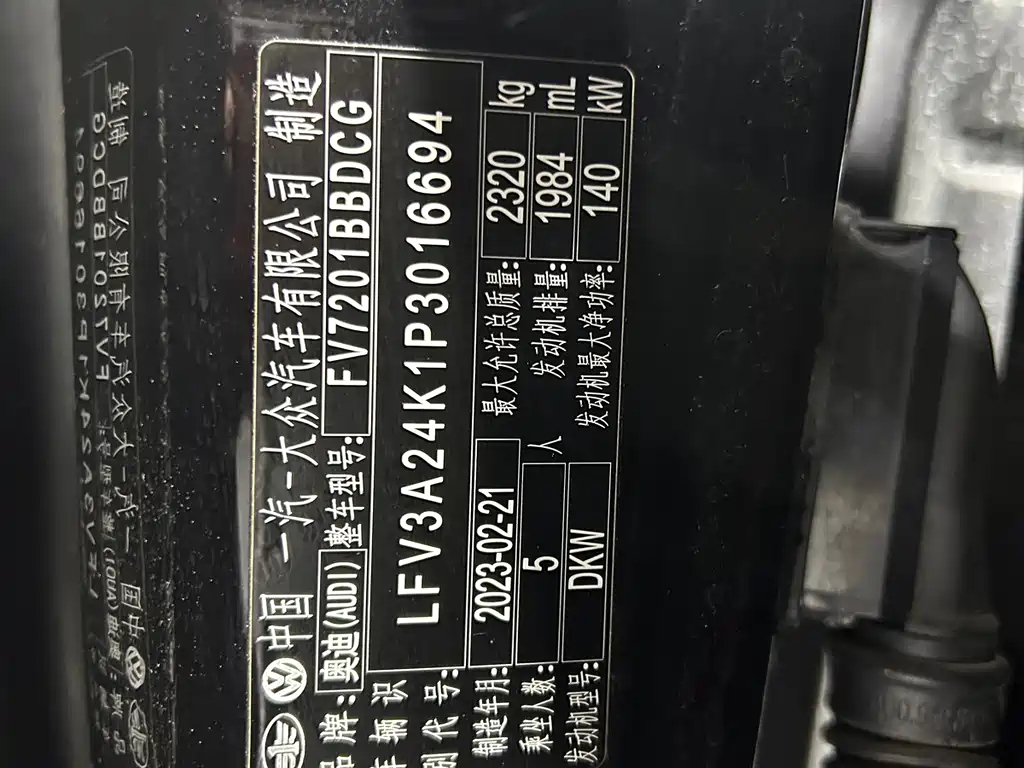 中国 一汽-大众汽车有限公司 制造
品牌: 奥迪(AUDI) 整车型号: FV7201BBDCG
车辆识别代号: LFV3A24K1P3016694
制造年月: 2023-02-21 最大允许总质量: 2320 kg
乘坐人数: 5 人 发动机排量: 1984 mL
发动机型号: DKW 发动机最大净功率: 140 kW